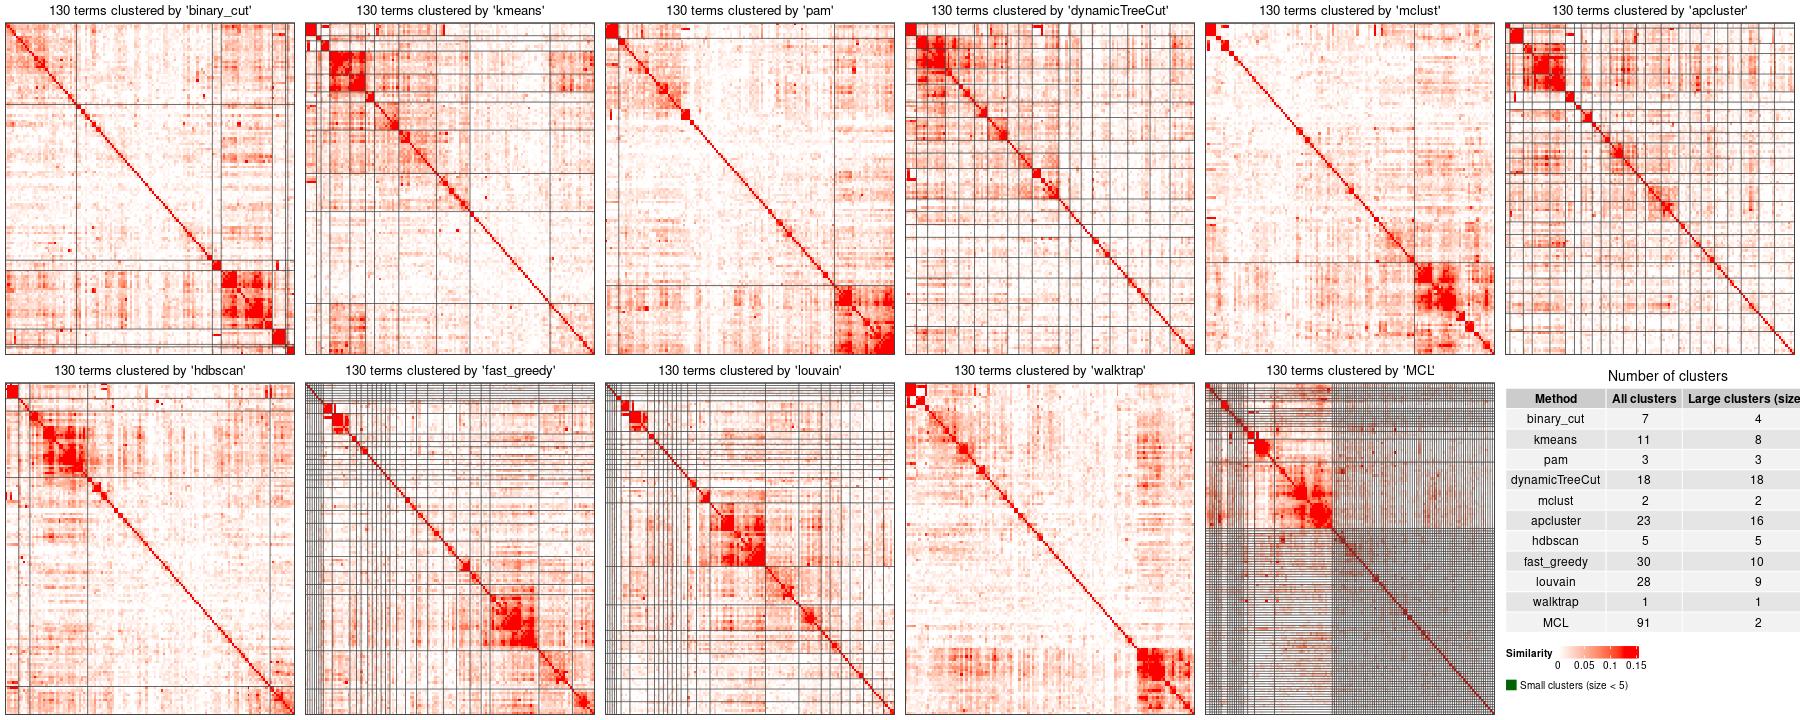 130 terms clustered by 'binary_cut'
130 terms clustered by 'kmeans'
130 terms clustered by 'pam'
130 terms clustered by 'dynamicTreeCut'
130 terms clustered by 'mclust'
130 terms clustered by 'apcluster'
130 terms clustered by 'hdbscan'
130 terms clustered by 'fast_greedy'
130 terms clustered by 'louvain'
130 terms clustered by 'walktrap'
130 terms clustered by 'MCL'
Number of clusters
Method All clusters Large clusters (size
binary_cut 7 4
kmeans 11 8
pam 3 3
dynamicTreeCut 18 18
mclust 2 2
apcluster 23 16
hdbscan 5 5
fast_greedy 30 10
louvain 28 9
walktrap 1 1
MCL 91 2
Similarity
0 0.05 0.1 0.15
Small clusters (size < 5)